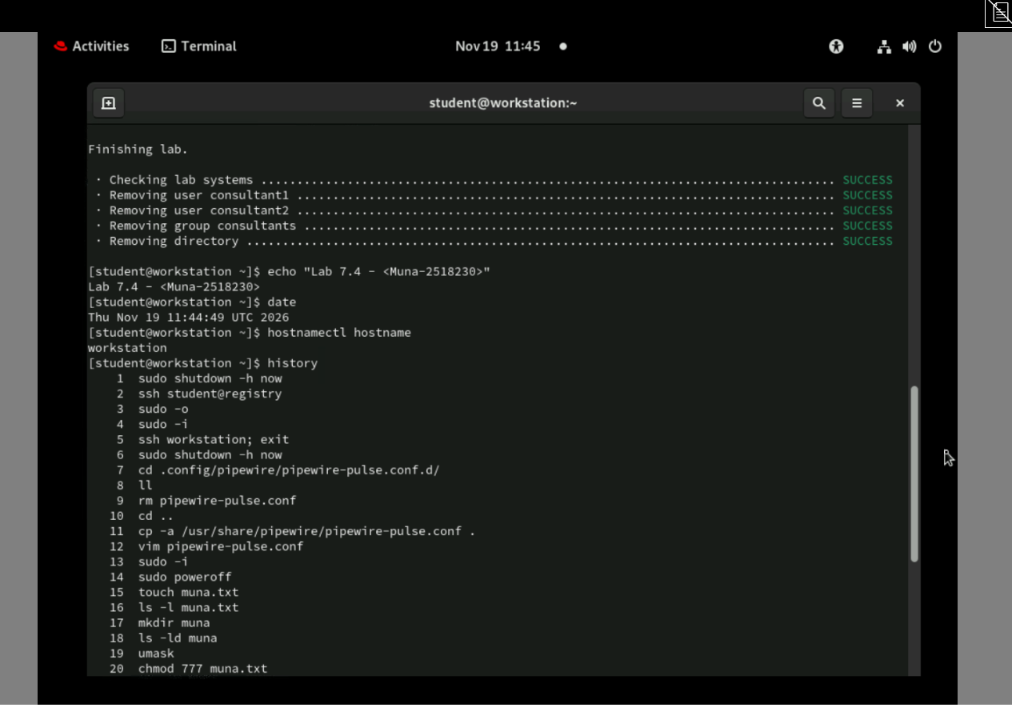 Activities Terminal Nov 19 11:45
student@workstation:~
Finishing lab.
· Checking lab systems ................................................................................ SUCCESS
· Removing user consultant1 ........................................................................... SUCCESS
· Removing user consultant2 ........................................................................... SUCCESS
· Removing group consultants .......................................................................... SUCCESS
· Removing directory .................................................................................. SUCCESS
[student@workstation ~]$ echo "Lab 7.4 - <Muna-2518230>"
Lab 7.4 - <Muna-2518230>
[student@workstation ~]$ date
Thu Nov 19 11:44:49 UTC 2026
[student@workstation ~]$ hostnamectl hostname
workstation
[student@workstation ~]$ history
1 sudo shutdown -h now
2 ssh student@registry
3 sudo -o
4 sudo -i
5 ssh workstation; exit
6 sudo shutdown -h now
7 cd .config/pipewire/pipewire-pulse.conf.d/
8 ll
9 rm pipewire-pulse.conf
10 cd ..
11 cp -a /usr/share/pipewire/pipewire-pulse.conf .
12 vim pipewire-pulse.conf
13 sudo -i
14 sudo poweroff
15 touch muna.txt
16 ls -l muna.txt
17 mkdir muna
18 ls -ld muna
19 umask
20 chmod 777 muna.txt